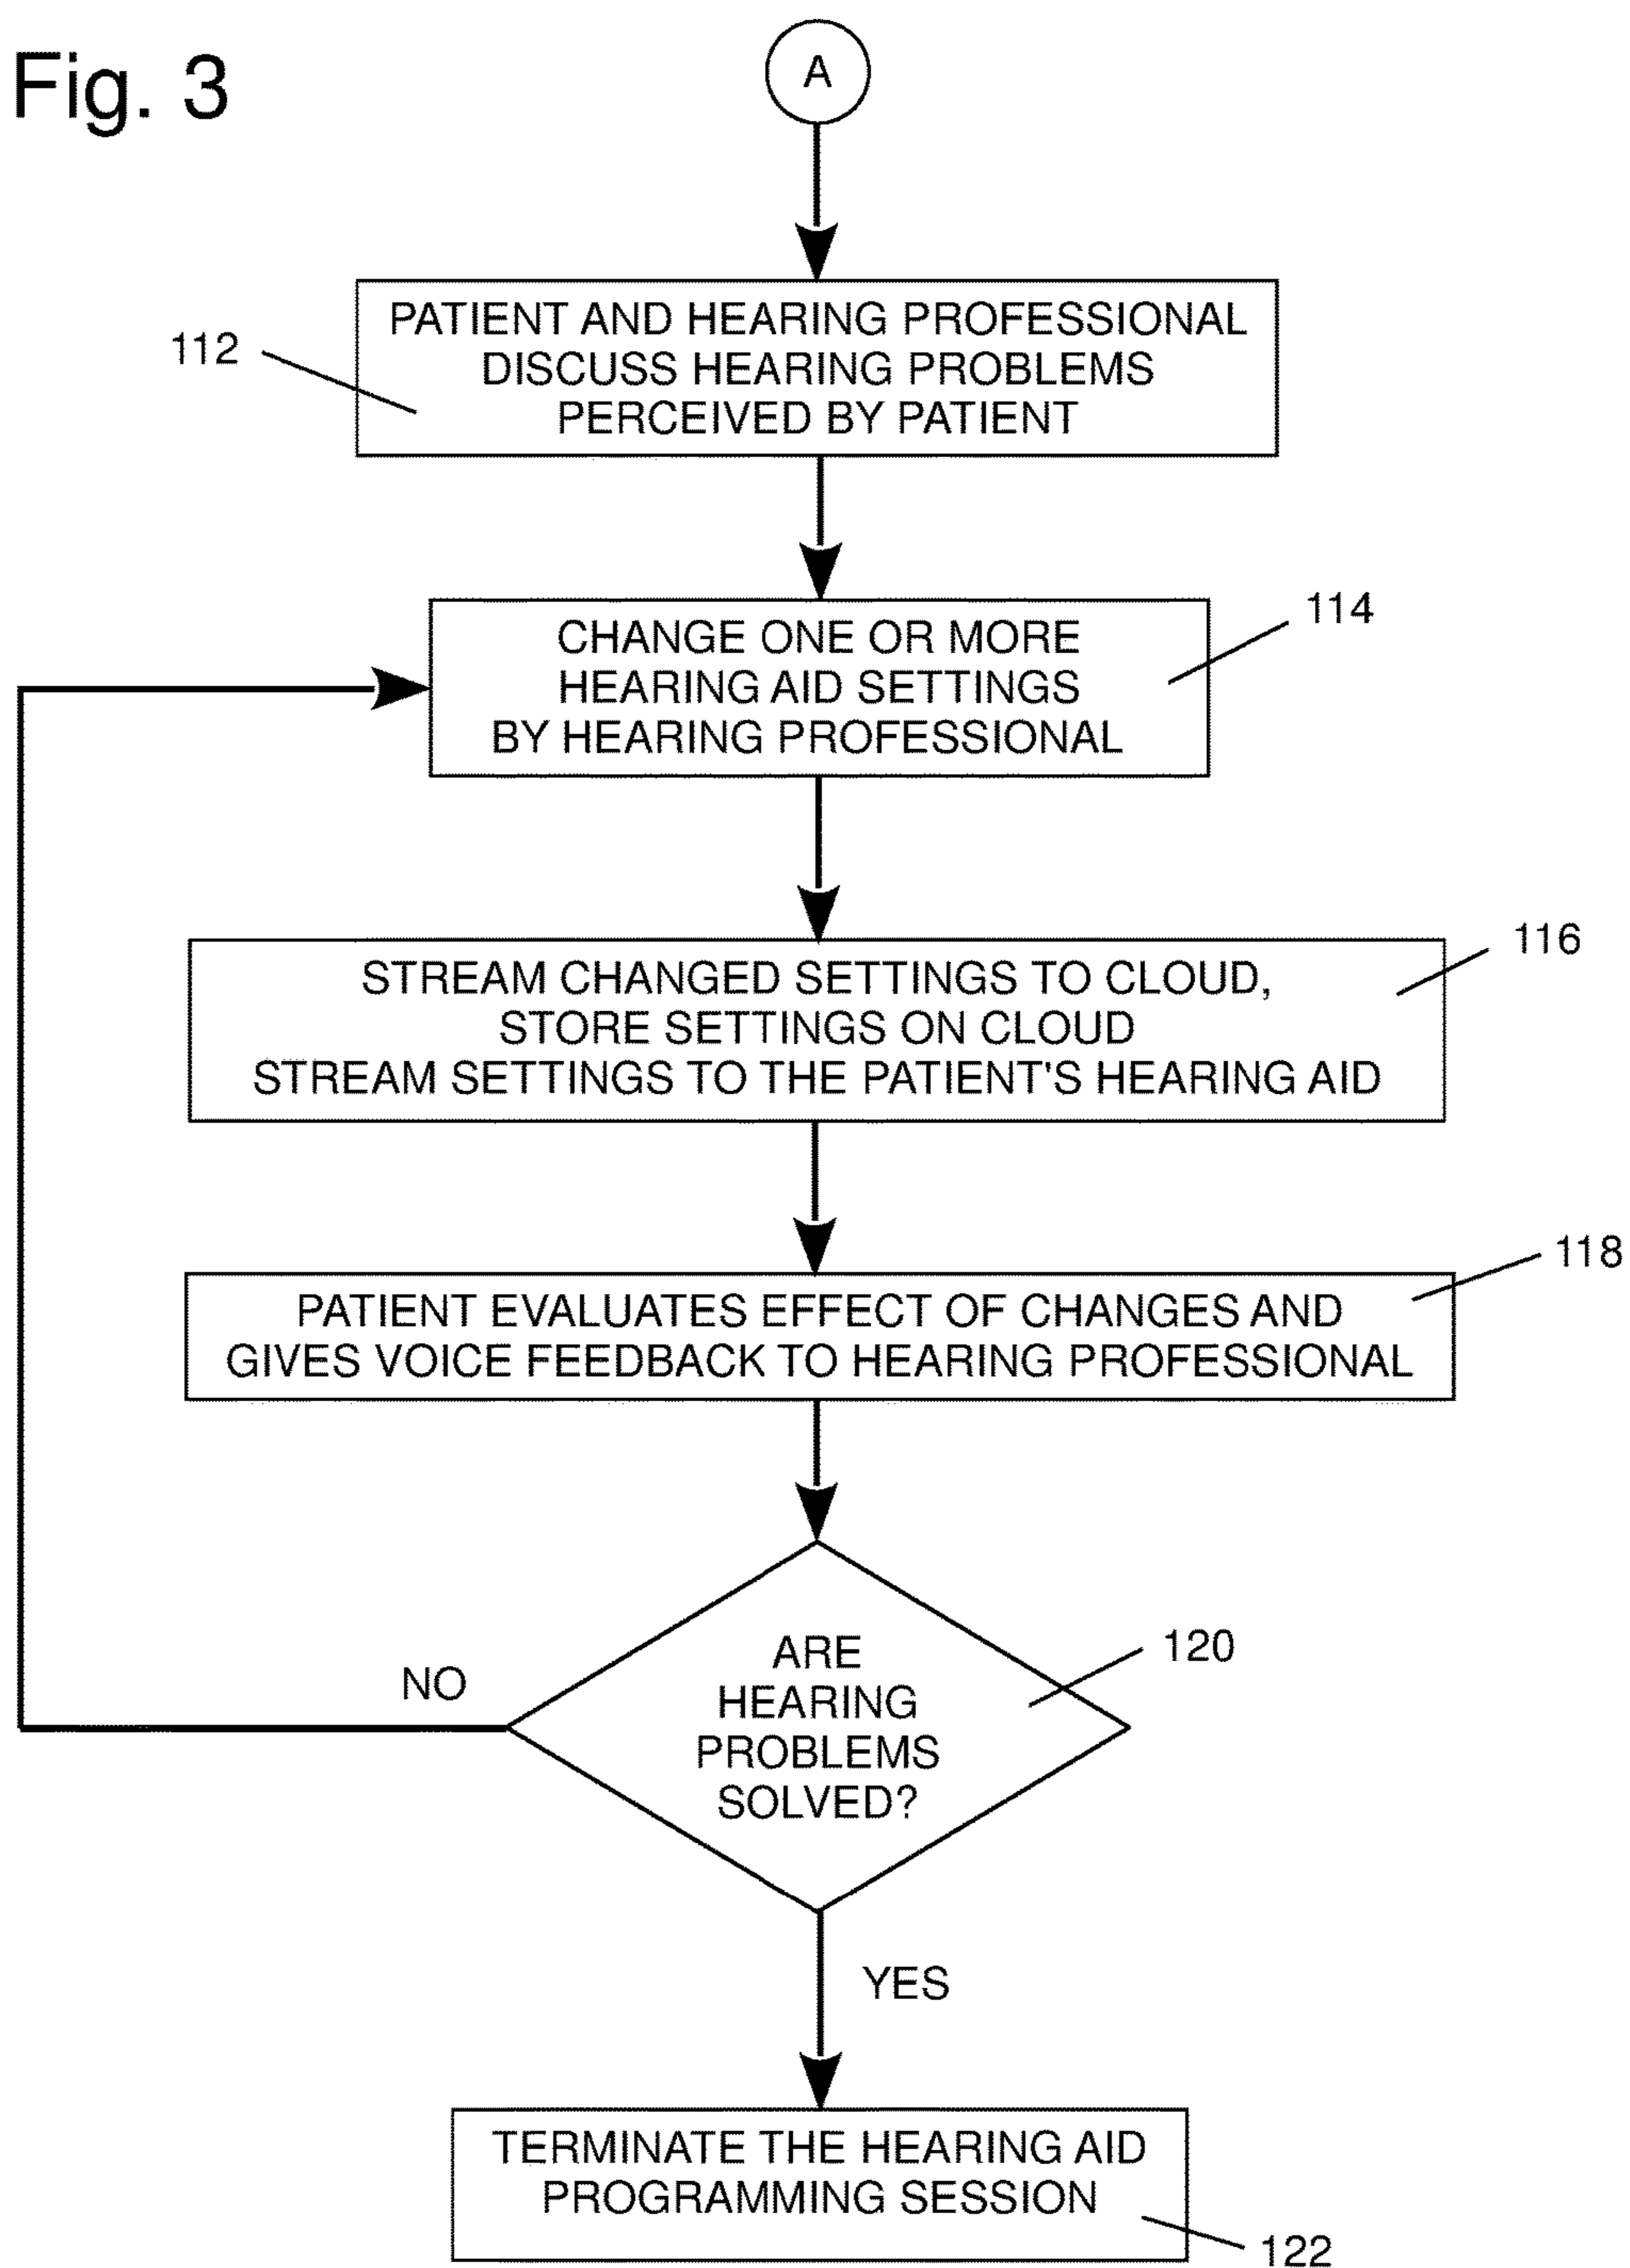 Fig. 3
A
PATIENT AND HEARING PROFESSIONAL
DISCUSS HEARING PROBLEMS
PERCEIVED BY PATIENT
112
CHANGE ONE OR MORE
HEARING AID SETTINGS
BY HEARING PROFESSIONAL
114
STREAM CHANGED SETTINGS TO CLOUD,
STORE SETTINGS ON CLOUD
STREAM SETTINGS TO THE PATIENT'S HEARING AID
116
PATIENT EVALUATES EFFECT OF CHANGES AND
GIVES VOICE FEEDBACK TO HEARING PROFESSIONAL
118
ARE
HEARING
PROBLEMS
SOLVED?
120
NO
YES
TERMINATE THE HEARING AID
PROGRAMMING SESSION
122